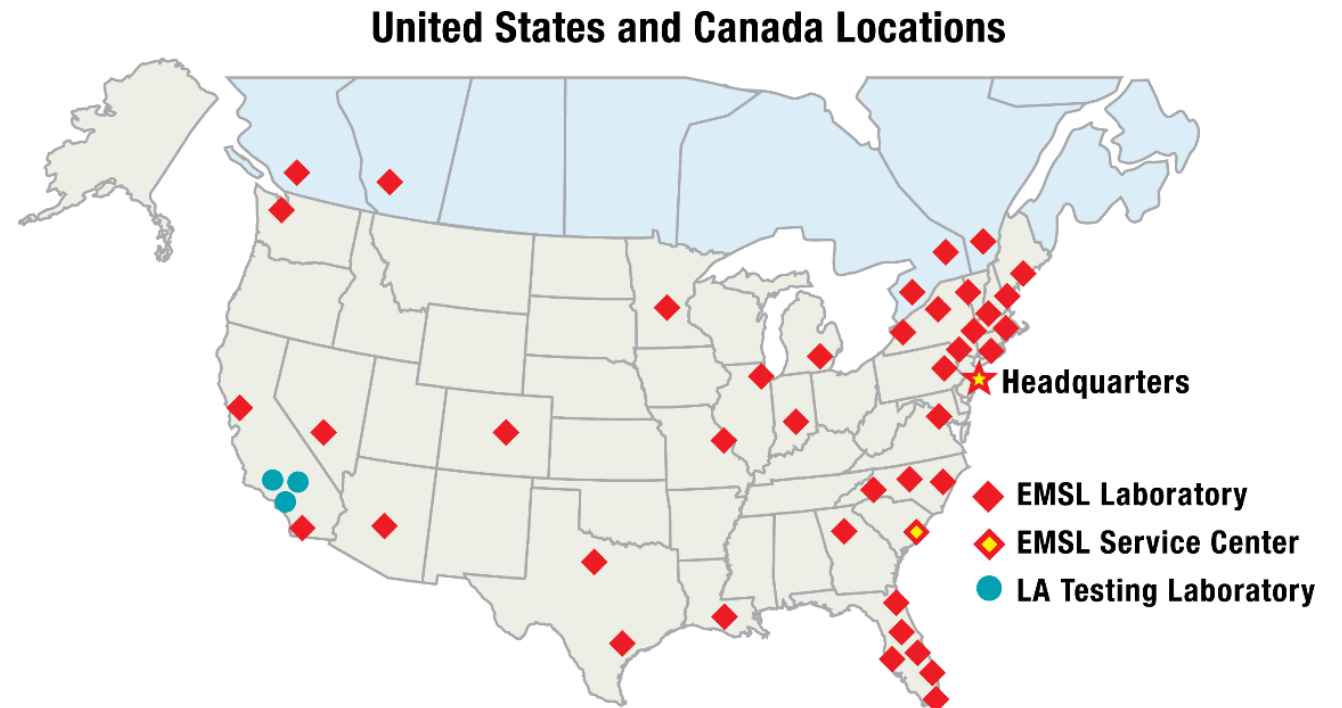 United States and Canada Locations
Headquarters
EMSL Laboratory
EMSL Service Center
LA Testing Laboratory